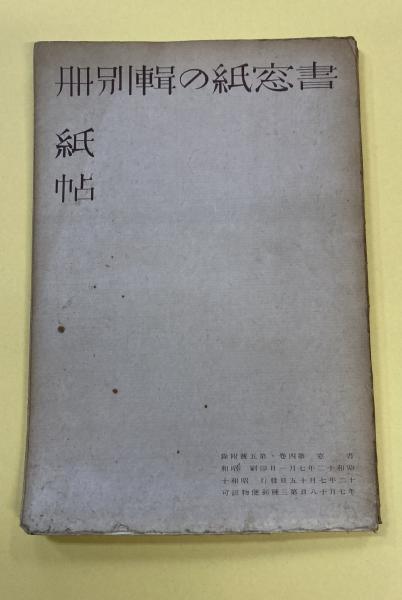 書窓紙の輯別冊
紙帖
書窓 第四巻・第五號附錄
昭和十二年七月一日印刷 昭和
十二年七月十五日發行 昭和十
年七月十八日第三種郵便物認可